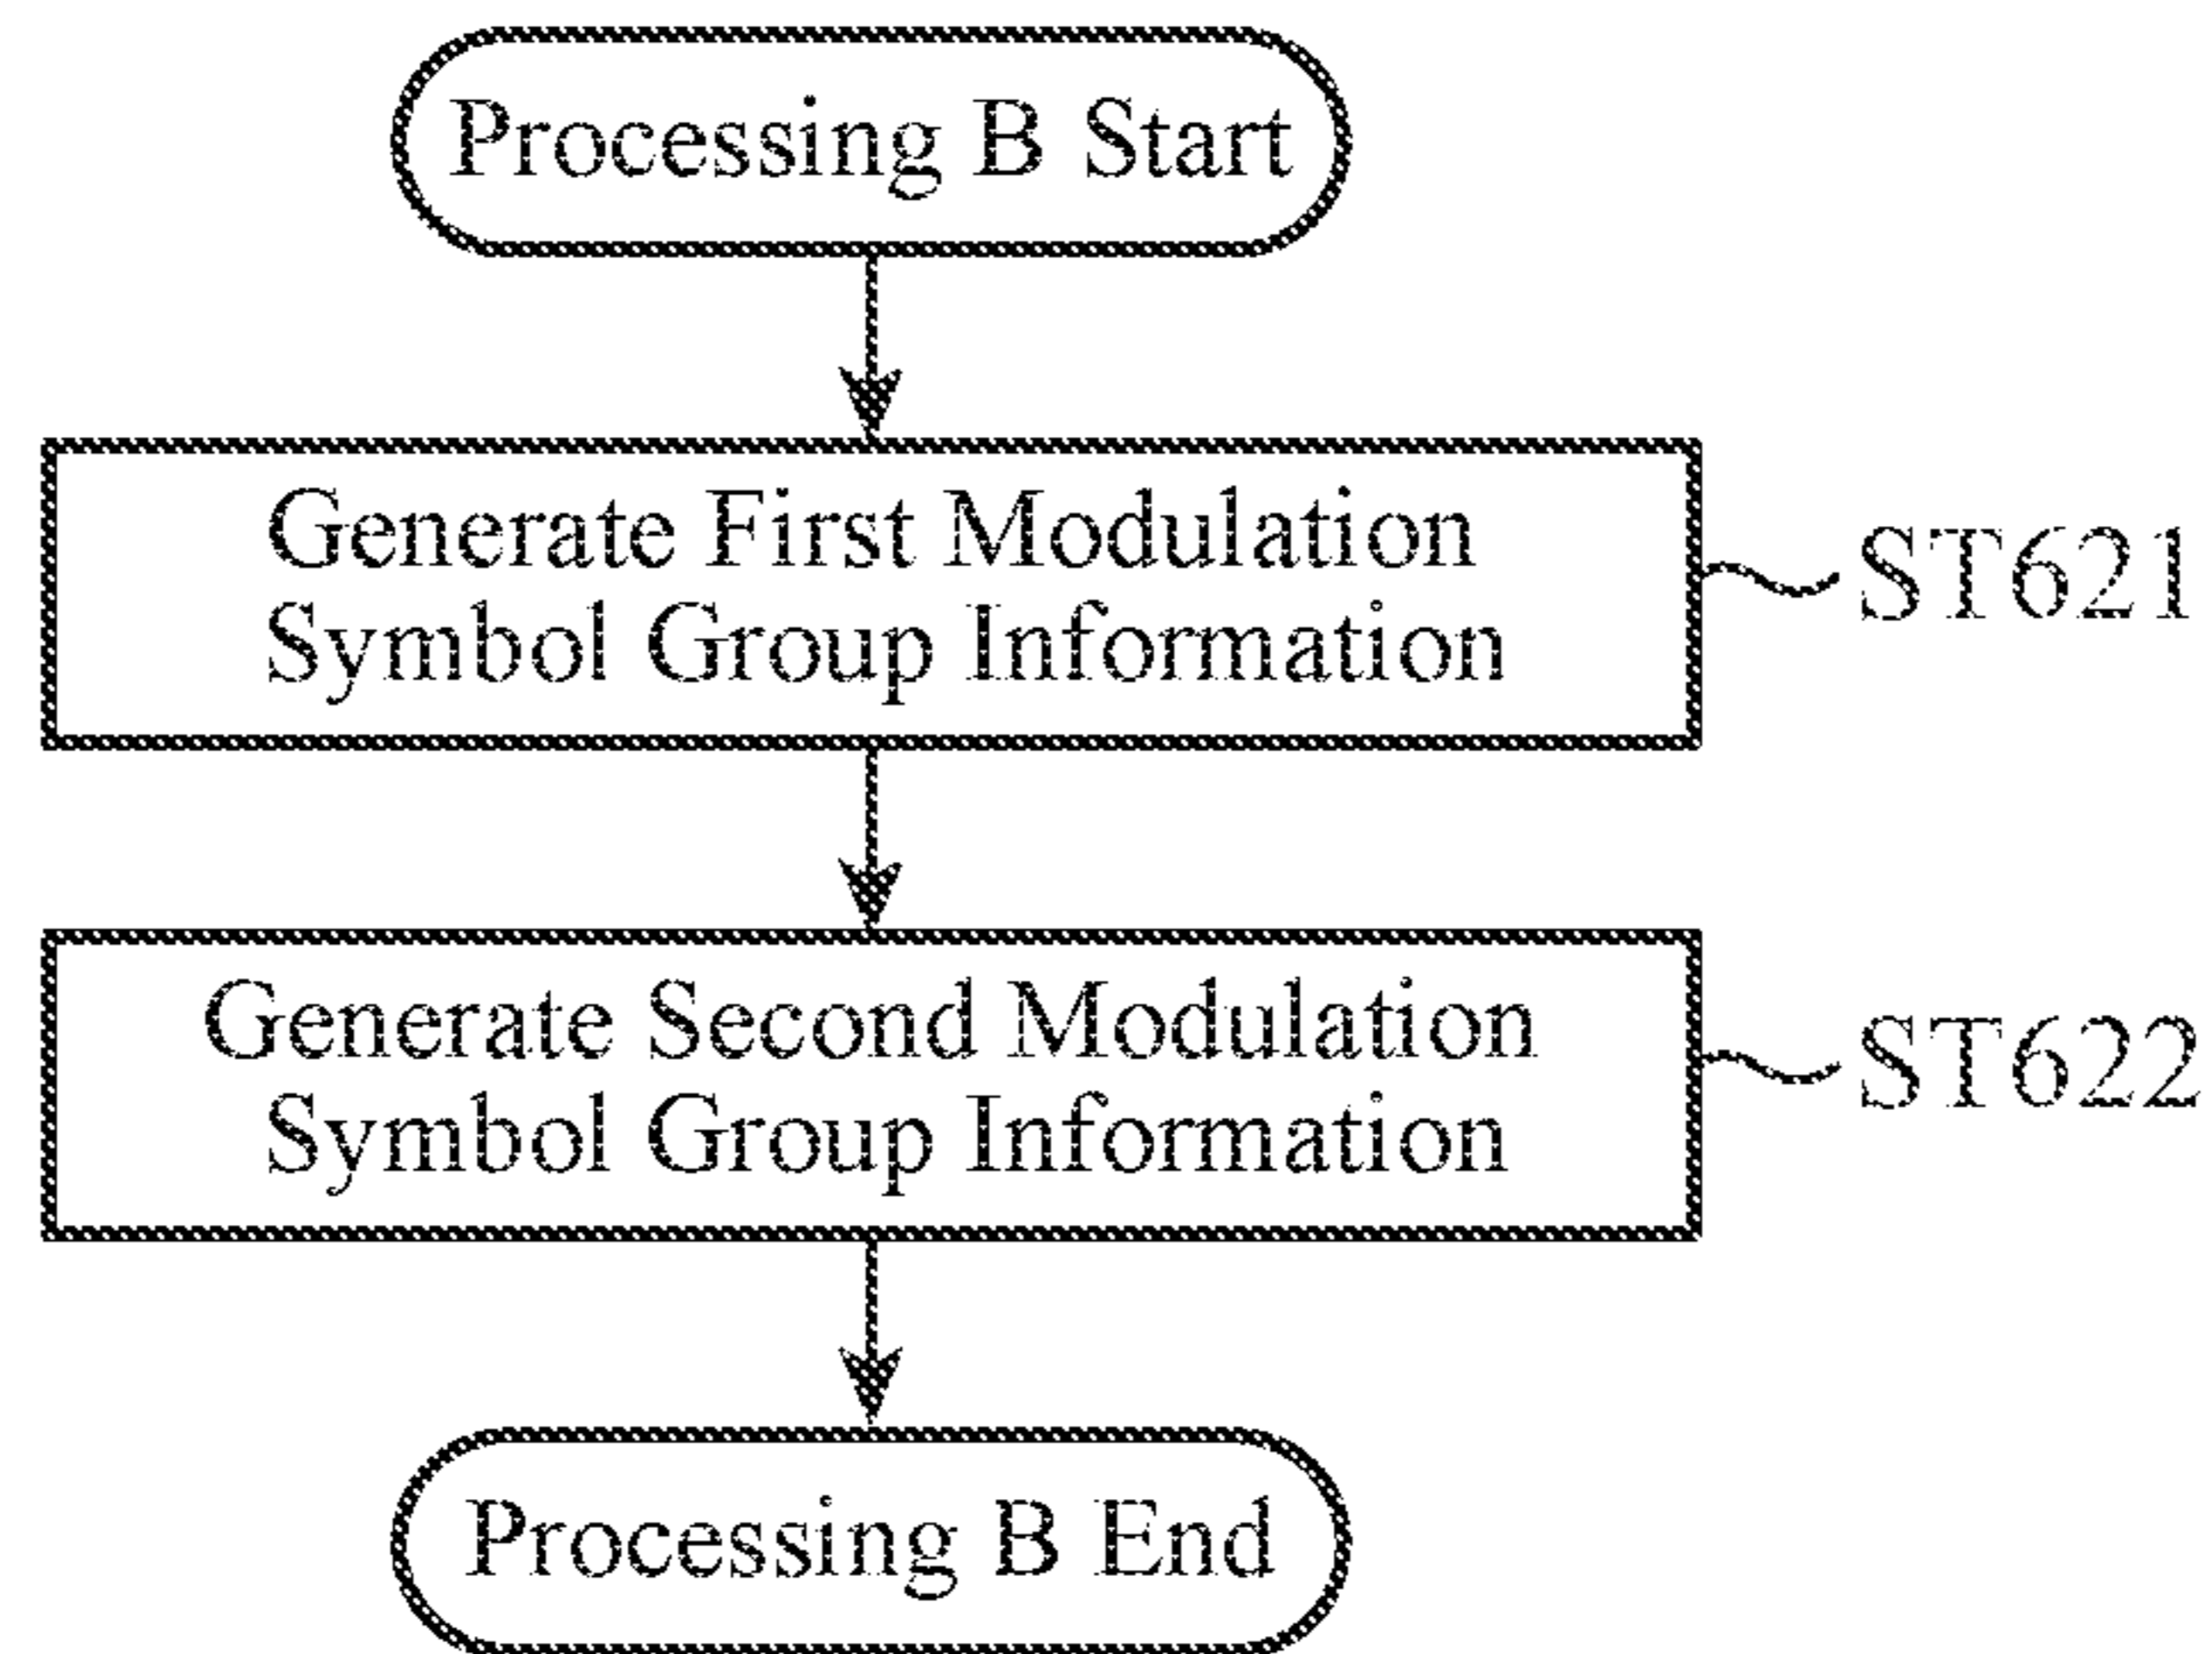 Processing B Start
Generate First Modulation
Symbol Group Information
ST621
Generate Second Modulation
Symbol Group Information
ST622
Processing B End